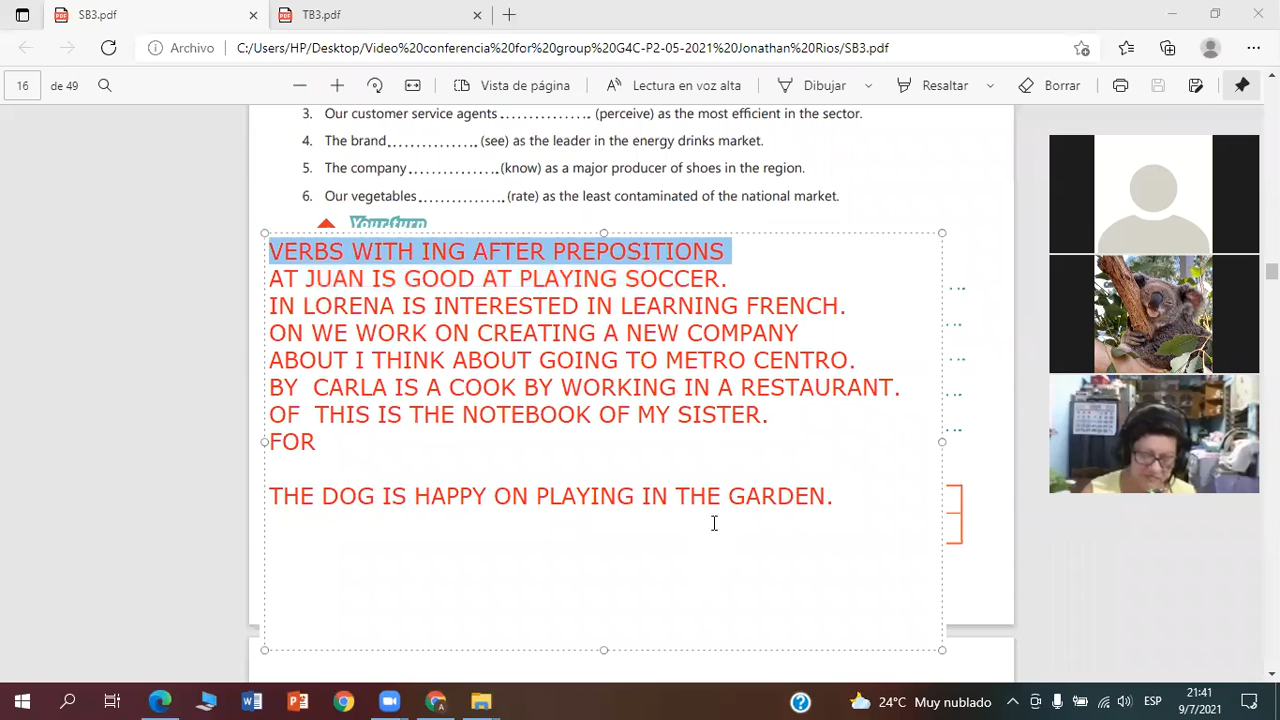 SB3.pdf
TB3.pdf
Archivo
C:/Users/HP/Desktop/Video%20conferencia%20for%20group%20G4C-P2-05-2021%20Jonathan%20Rios/SB3.pdf
16 de 49
Vista de página
Lectura en voz alta
Dibujar
Resaltar
Borrar
3. Our customer service agents .............. (perceive) as the most efficient in the sector.
4. The brand .............. (see) as the leader in the energy drinks market.
5. The company .............. (know) as a major producer of shoes in the region.
6. Our vegetables .............. (rate) as the least contaminated of the national market.
Your turn
VERBS WITH ING AFTER PREPOSITIONS
AT JUAN IS GOOD AT PLAYING SOCCER.
IN LORENA IS INTERESTED IN LEARNING FRENCH.
ON WE WORK ON CREATING A NEW COMPANY
ABOUT I THINK ABOUT GOING TO METRO CENTRO.
BY CARLA IS A COOK BY WORKING IN A RESTAURANT.
OF THIS IS THE NOTEBOOK OF MY SISTER.
FOR
THE DOG IS HAPPY ON PLAYING IN THE GARDEN.
24°C Muy nublado
ESP
21:41
9/7/2021